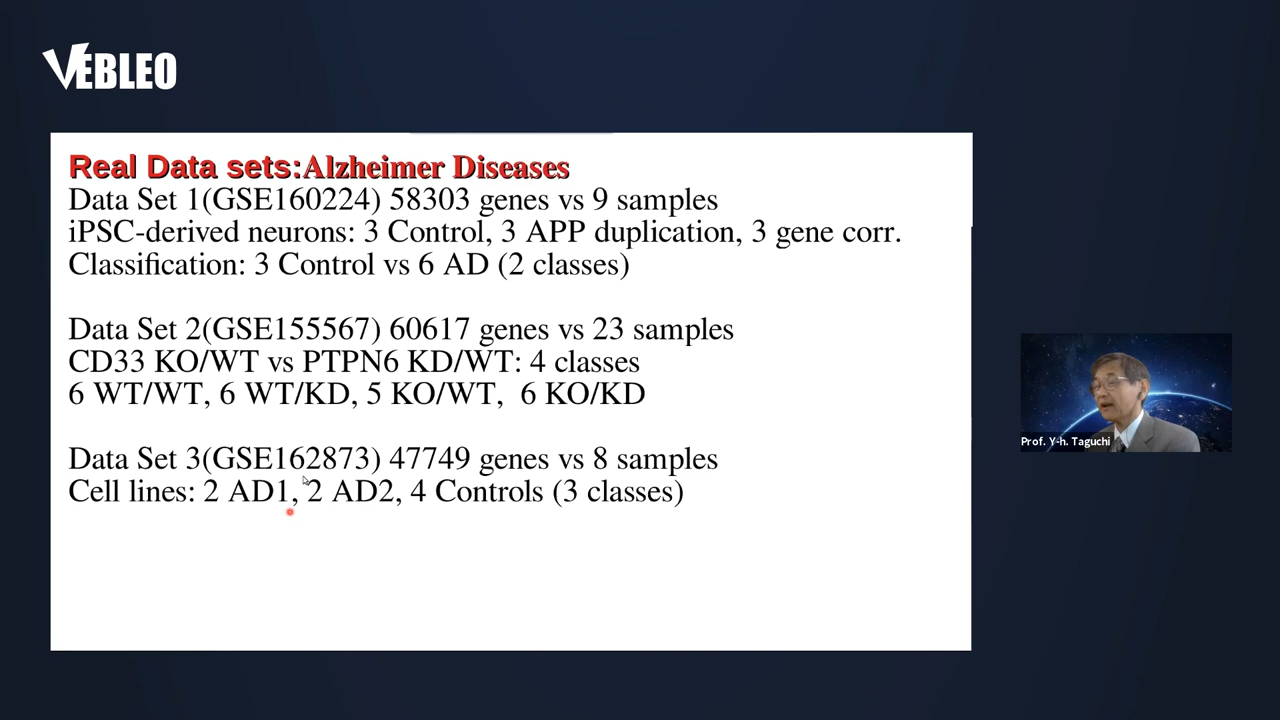 VEBLEO
Real Data sets:Alzheimer Diseases
Data Set 1(GSE160224) 58303 genes vs 9 samples
iPSC-derived neurons: 3 Control, 3 APP duplication, 3 gene corr.
Classification: 3 Control vs 6 AD (2 classes)
Data Set 2(GSE155567) 60617 genes vs 23 samples
CD33 KO/WT vs PTPN6 KD/WT: 4 classes
6 WT/WT, 6 WT/KD, 5 KO/WT, 6 KO/KD
Data Set 3(GSE162873) 47749 genes vs 8 samples
Cell lines: 2 AD1, 2 AD2, 4 Controls (3 classes)
Prof. Y-h. Taguchi